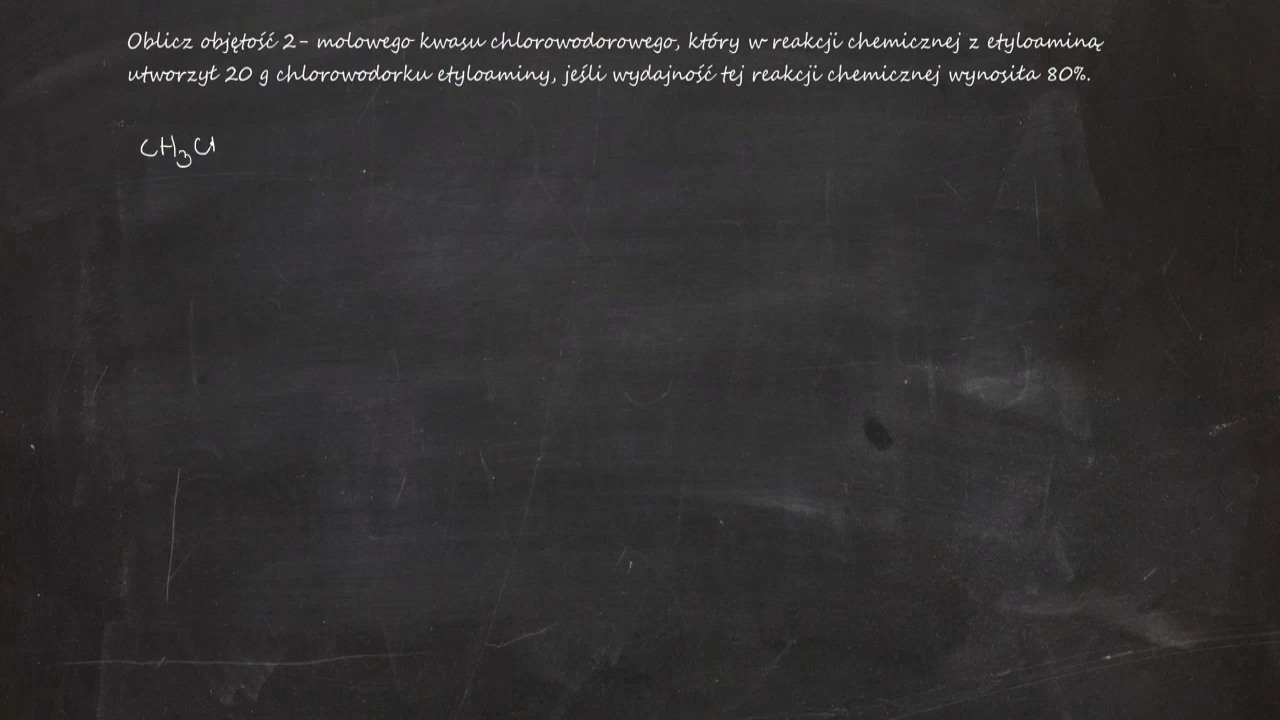 Oblicz objętość 2- molowego kwasu chlorowodorowego, który w reakcji chemicznej z etyloaminą
utworzył 20 g chlorowodorku etyloaminy, jeśli wydajność tej reakcji chemicznej wynosiła 80%.
CH3Cl